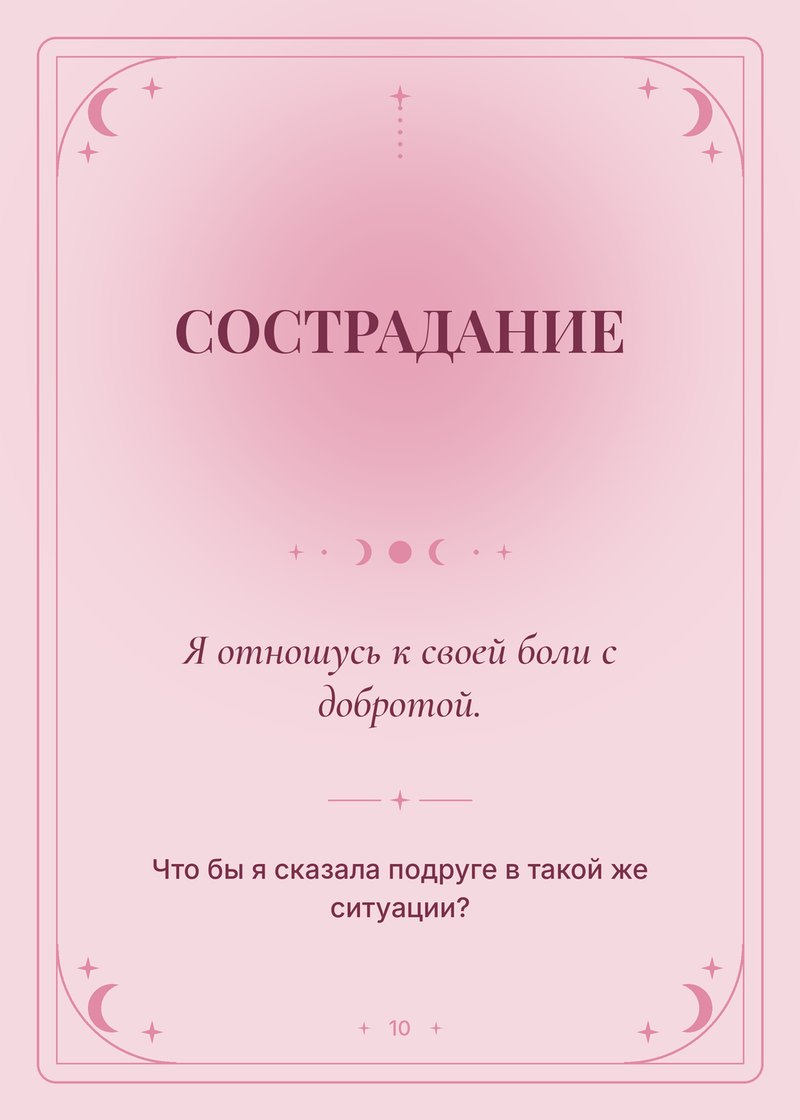 СОСТРАДАНИЕ
Я отношусь к своей боли с
добротой.
Что бы я сказала подруге в такой же
ситуации?
10